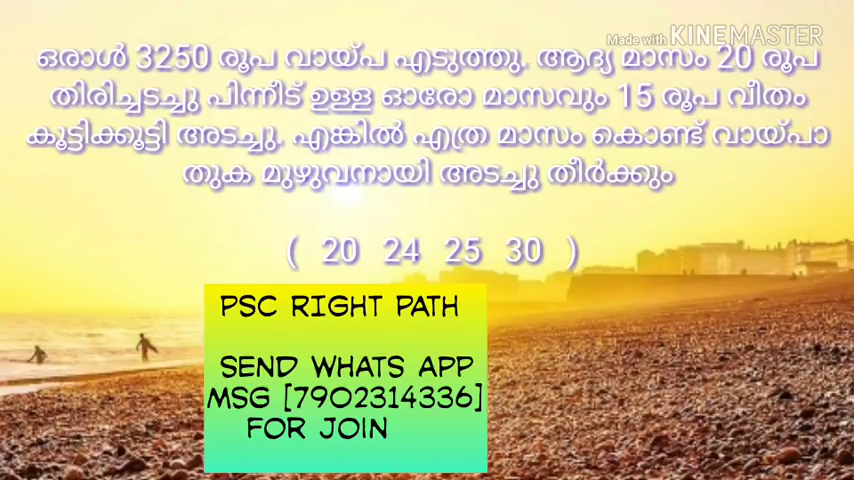 Made with KINEMASTER
ഒരാൾ 3250 രൂപ വായ്പ എടുത്തു. ആദ്യ മാസം 20 രൂപ
തിരിച്ചടച്ചു പിന്നീട് ഉള്ള ഓരോ മാസവും 15 രൂപ വീതം
കൂട്ടിക്കൂട്ടി അടച്ചു. എങ്കിൽ എത്ര മാസം കൊണ്ട് വായ്പാ
തുക മുഴുവനായി അടച്ചു തീർക്കും
( 20 24 25 30 )
PSC RIGHT PATH
SEND WHATS APP
MSG [7902314336]
FOR JOIN